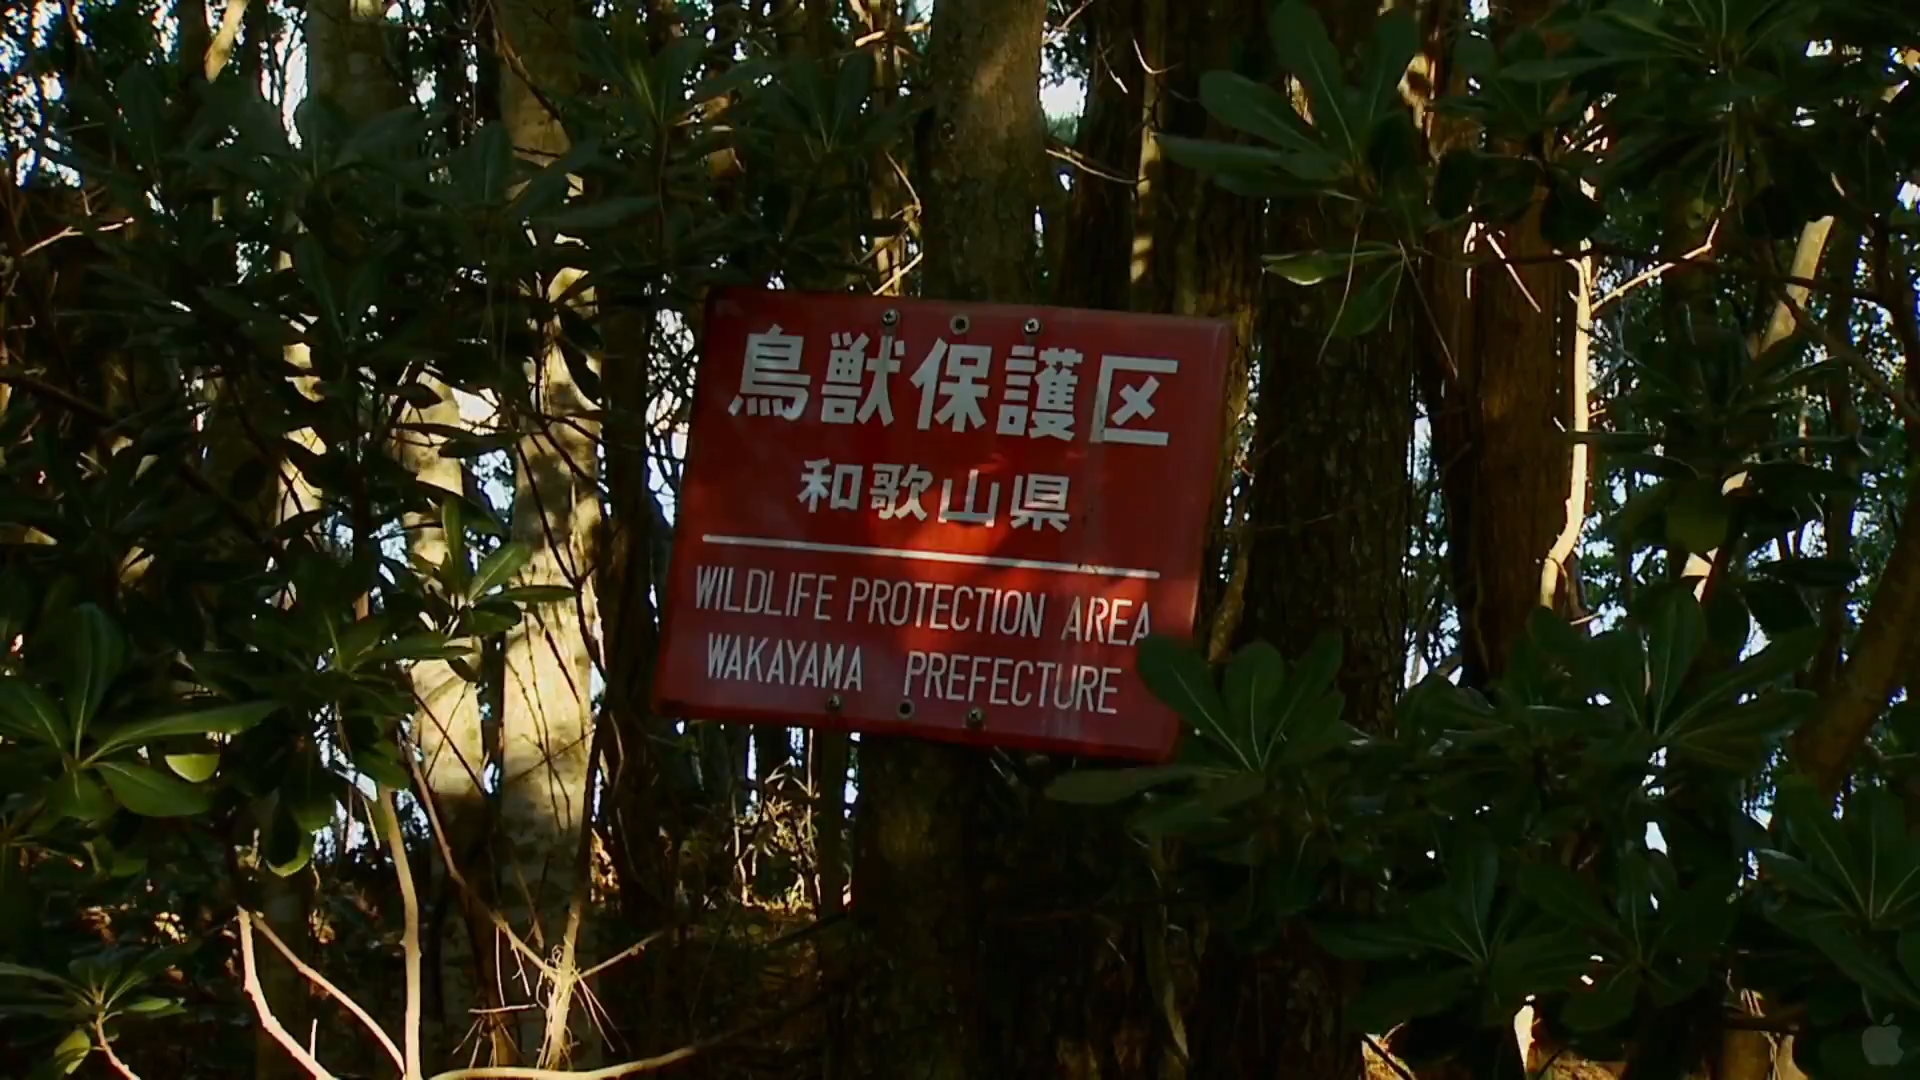 鳥獣保護区
和歌山県
WILDLIFE PROTECTION AREA
WAKAYAMA PREFECTURE